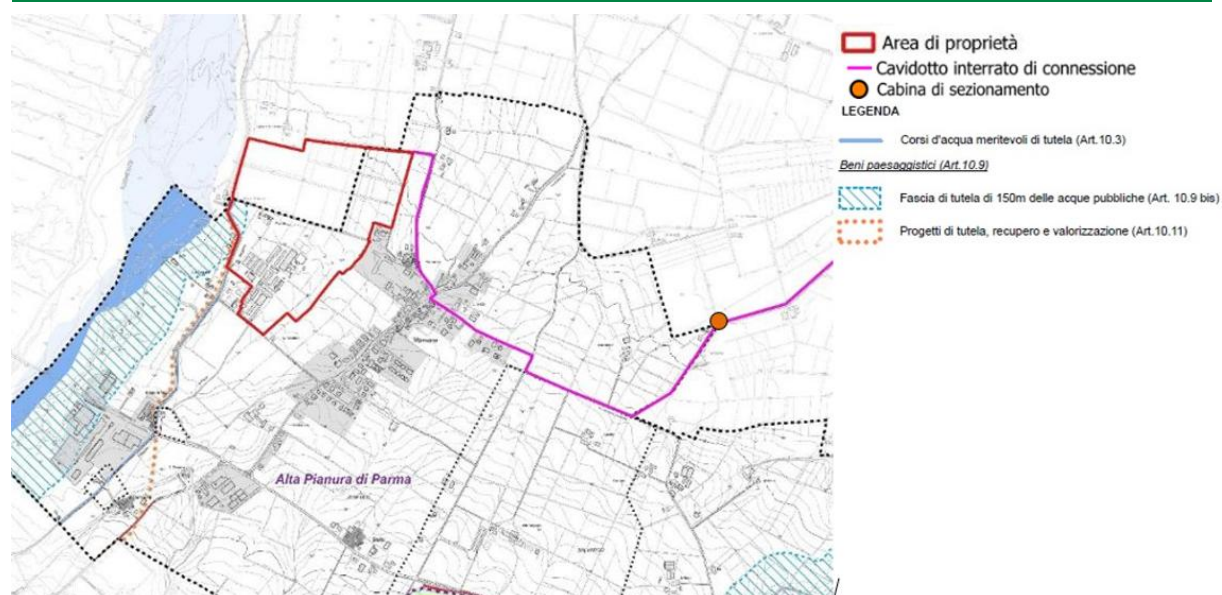 Area di proprietà
Cavidotto interrato di connessione
Cabina di sezionamento
LEGENDA
Corsi d'acqua meritevoli di tutela (Art.10.3)
Beni paesaggistici (Art.10.9)
Fascia di tutela di 150m delle acque pubbliche (Art. 10.9 bis)
Progetti di tutela, recupero e valorizzazione (Art.10.11)
Alta Pianura di Parma